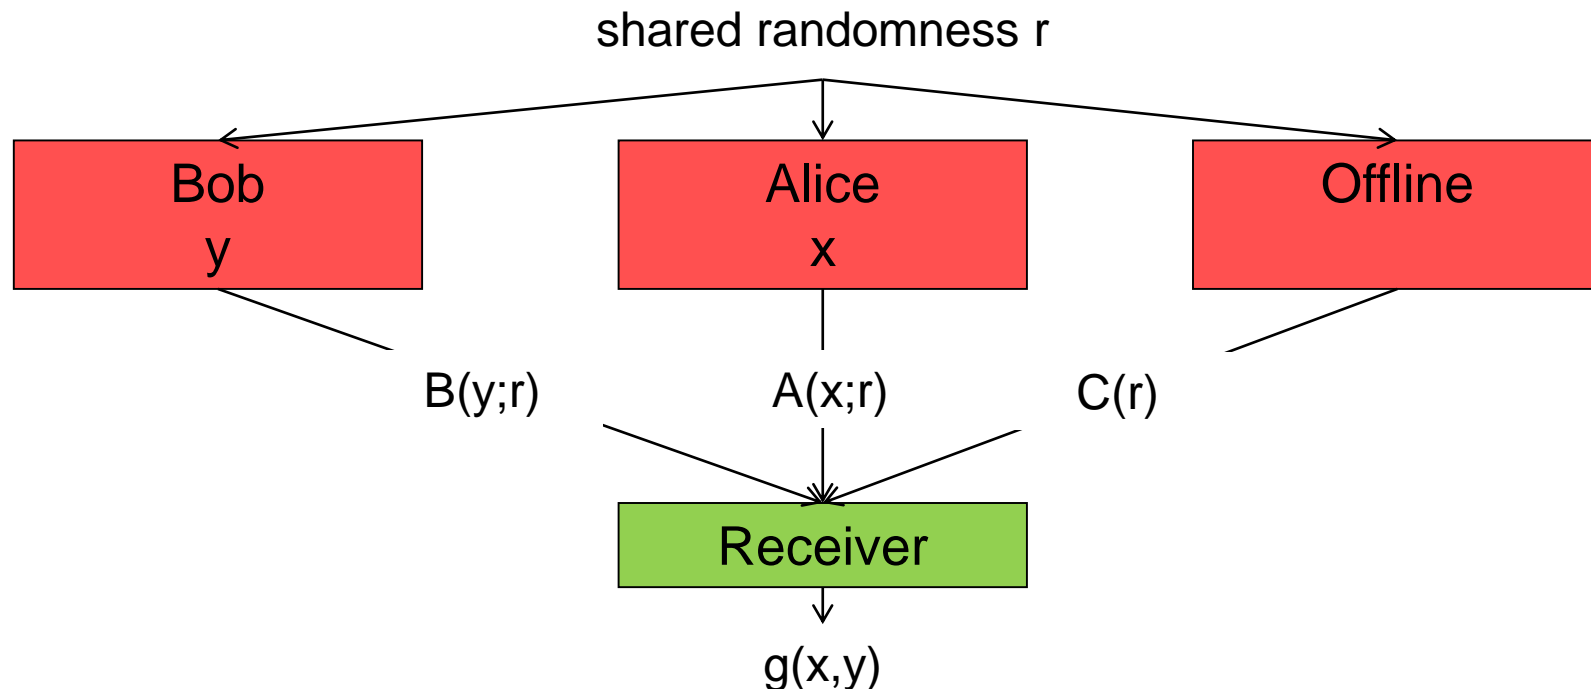 shared randomness r
Bob
y
Alice
x
Offline
B(y;r)
A(x;r)
C(r)
Receiver
g(x,y)